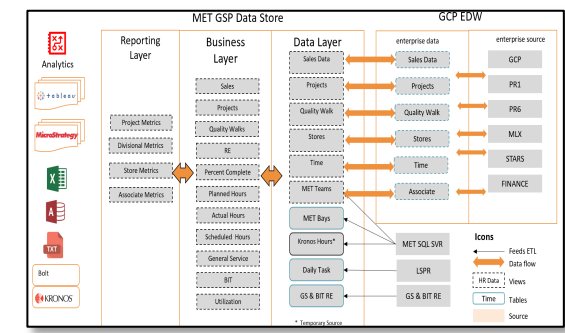 MET GSP Data Store
GCP EDW
Analytics
tableau
MicroStrategy
TXT
Bolt
KRONOS
Reporting
Layer
Project Metrics
Divisional Metrics
Store Metrics
Associate Metrics
Business
Layer
Sales
Projects
Quality Walks
RE
Percent Complete
Planned Hours
Actual Hours
Scheduled Hours
General Service
BIT
Utilization
Data Layer
Sales Data
Projects
Quality Walk
Stores
Time
MET Teams
MET Bays
Kronos Hours*
Daily Task
GS & BIT RE
* Temporary Source
enterprise data
Sales Data
Projects
Quality Walk
Stores
Time
Associate
MET SQL SVR
LSPR
GS & BIT RE
enterprise source
GCP
PR1
PR6
MLX
STARS
FINANCE
Icons
Feeds ETL
Data flow
HR Data
Views
Time
Tables
Source